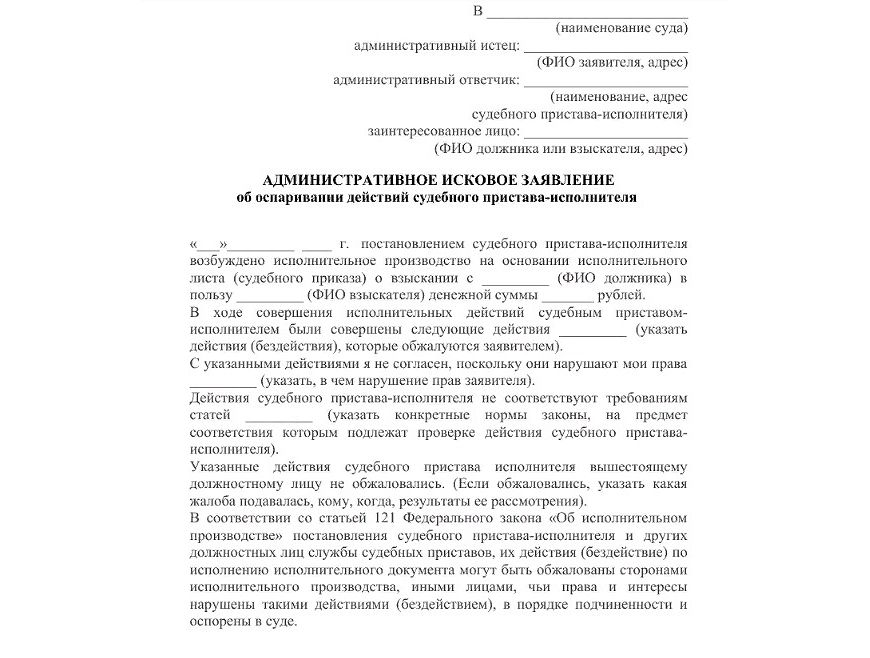 В ___________________________
(наименование суда)
административный истец: ______________________
(ФИО заявителя, адрес)
административный ответчик: ______________________
(наименование, адрес
судебного пристава-исполнителя)
заинтересованное лицо: ______________________
(ФИО должника или взыскателя, адрес)
АДМИНИСТРАТИВНОЕ ИСКОВОЕ ЗАЯВЛЕНИЕ
об оспаривании действий судебного пристава-исполнителя
«___»_________ ____ г. постановлением судебного пристава-исполнителя
возбуждено исполнительное производство на основании исполнительного
листа (судебного приказа) о взыскании с _________ (ФИО должника) в
пользу _________ (ФИО взыскателя) денежной суммы _______ рублей.
В ходе совершения исполнительных действий судебным приставом-
исполнителем были совершены следующие действия _________ (указать
действия (бездействия), которые обжалуются заявителем).
С указанными действиями я не согласен, поскольку они нарушают мои права
_________ (указать, в чем нарушение прав заявителя).
Действия судебного пристава-исполнителя не соответствуют требованиям
статей _________ (указать конкретные нормы законы, на предмет
соответствия которым подлежат проверке действия судебного пристава-
исполнителя).
Указанные действия судебного пристава исполнителя вышестоящему
должностному лицу не обжаловались. (Если обжаловались, указать какая
жалоба подавалась, кому, когда, результаты ее рассмотрения).
В соответствии со статьей 121 Федерального закона «Об исполнительном
производстве» постановления судебного пристава-исполнителя и других
должностных лиц службы судебных приставов, их действия (бездействие) по
исполнению исполнительного документа могут быть обжалованы сторонами
исполнительного производства, иными лицами, чьи права и интересы
нарушены такими действиями (бездействием), в порядке подчиненности и
оспорены в суде.